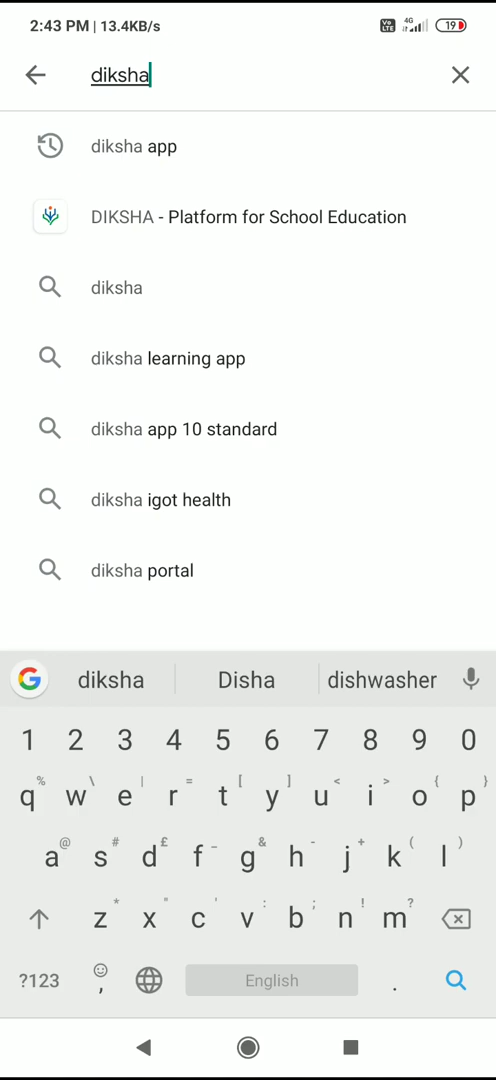 2:43 PM | 13.4KB/s Vo LTE 4G 19
diksha
diksha app
DIKSHA - Platform for School Education
diksha
diksha learning app
diksha app 10 standard
diksha igot health
diksha portal
G diksha Disha dishwasher
1 2 3 4 5 6 7 8 9 0
% \ | = [ ] < > { }
q w e r t y u i o p
@ # £ _ & - + ( )
a s d f g h j k l
* " ' : ; ! ?
z x c v b n m
?123 , English .